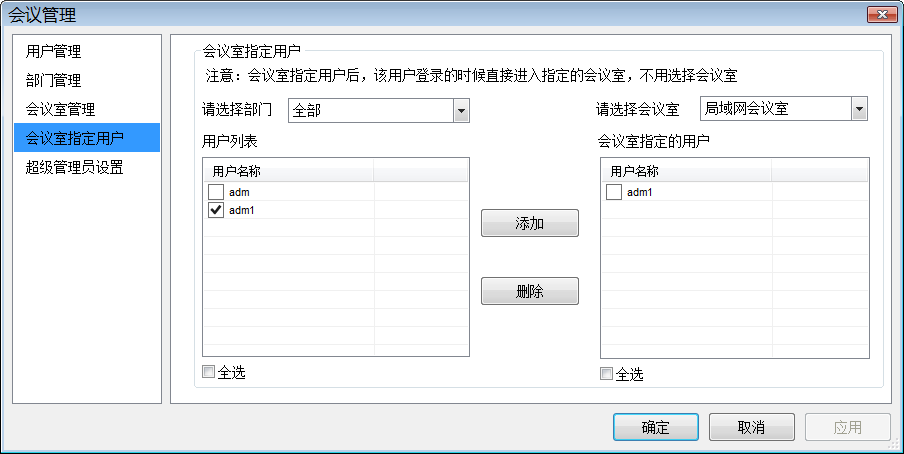 会议管理
用户管理
部门管理
会议室管理
会议室指定用户
超级管理员设置
会议室指定用户
注意：会议室指定用户后，该用户登录的时候直接进入指定的会议室，不用选择会议室
请选择部门 全部 请选择会议室 局域网会议室
用户列表 会议室指定的用户
用户名称 用户名称
adm adm1
adm1
添加
删除
全选 全选
确定 取消 应用